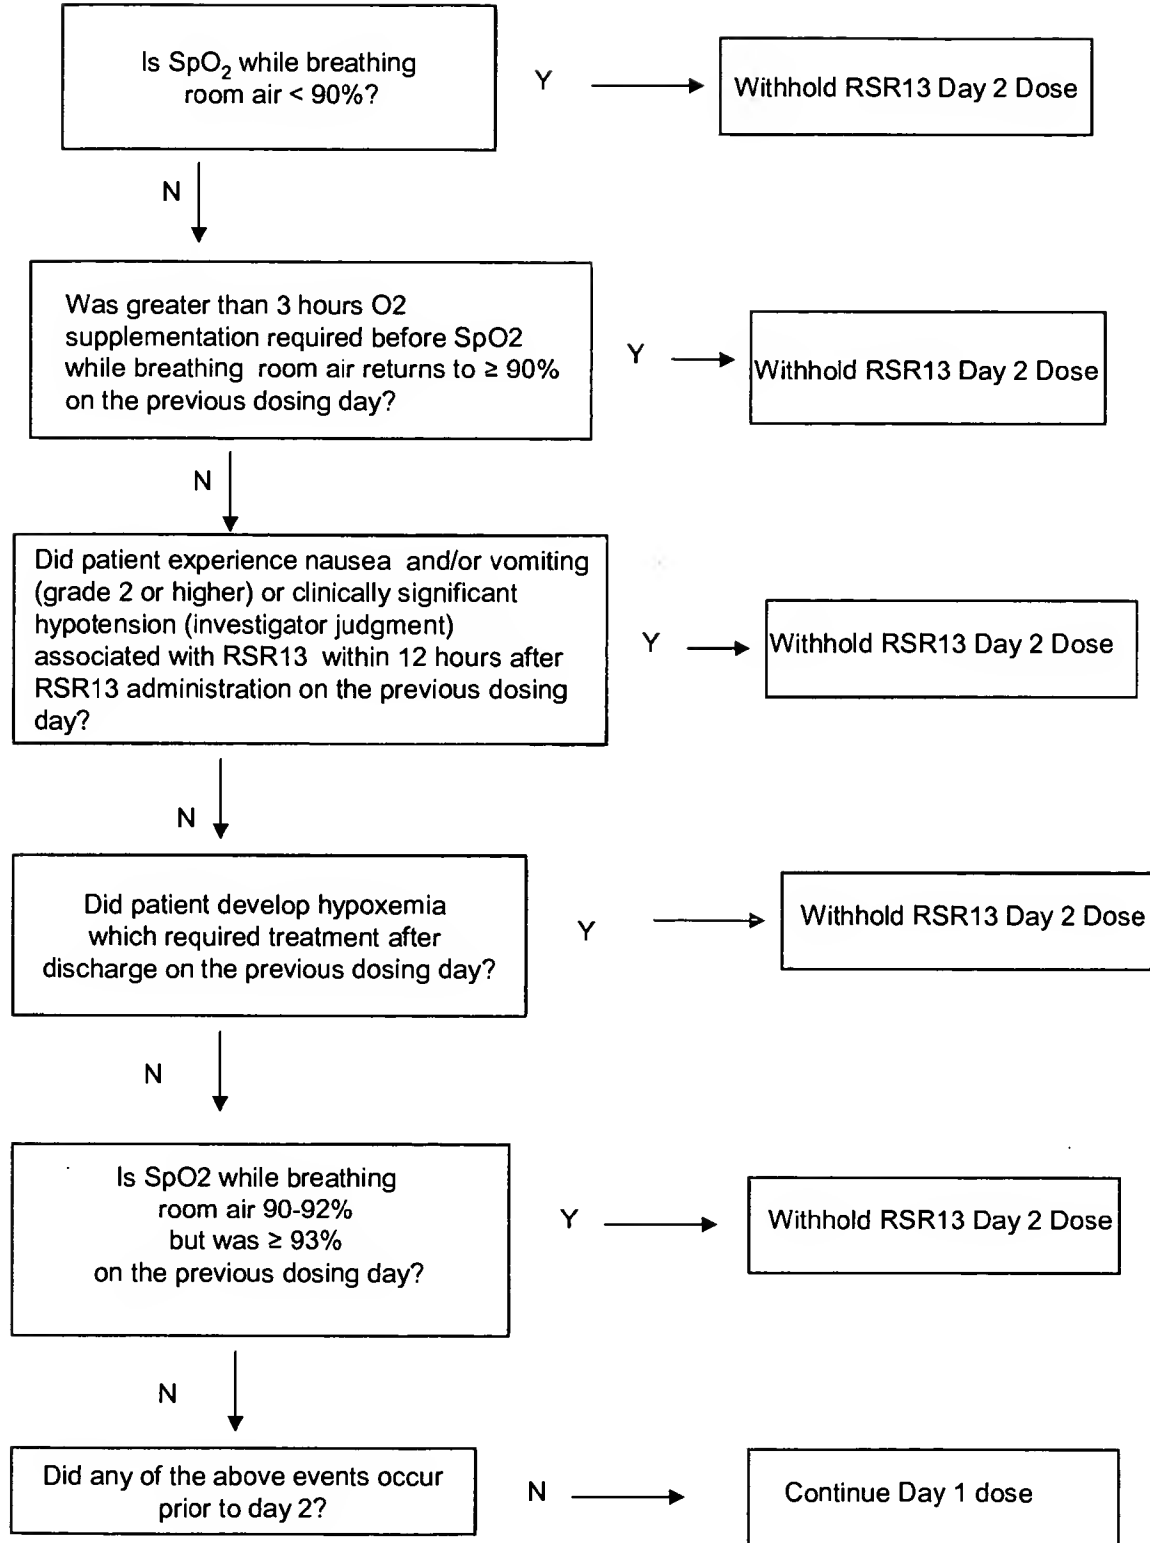 Is SpO₂ while breathing
room air < 90%?
Y
Withhold RSR13 Day 2 Dose
N
Was greater than 3 hours O2
supplementation required before SpO2
while breathing room air returns to ≥ 90%
on the previous dosing day?
Y
Withhold RSR13 Day 2 Dose
N
Did patient experience nausea and/or vomiting
(grade 2 or higher) or clinically significant
hypotension (investigator judgment)
associated with RSR13 within 12 hours after
RSR13 administration on the previous dosing
day?
Y
Withhold RSR13 Day 2 Dose
N
Did patient develop hypoxemia
which required treatment after
discharge on the previous dosing day?
Y
Withhold RSR13 Day 2 Dose
N
Is SpO2 while breathing
room air 90-92%
but was ≥ 93%
on the previous dosing day?
Y
Withhold RSR13 Day 2 Dose
N
Did any of the above events occur
prior to day 2?
N
Continue Day 1 dose